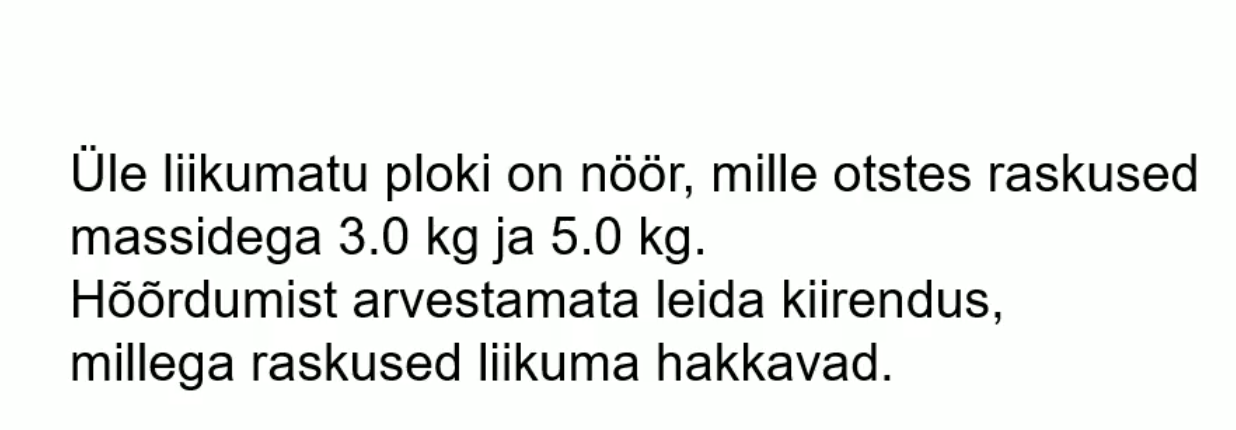 Üle liikumatu ploki on nöör, mille otstes raskused
massidega 3.0 kg ja 5.0 kg.
Hõõrdumist arvestamata leida kiirendus,
millega raskused liikuma hakkavad.